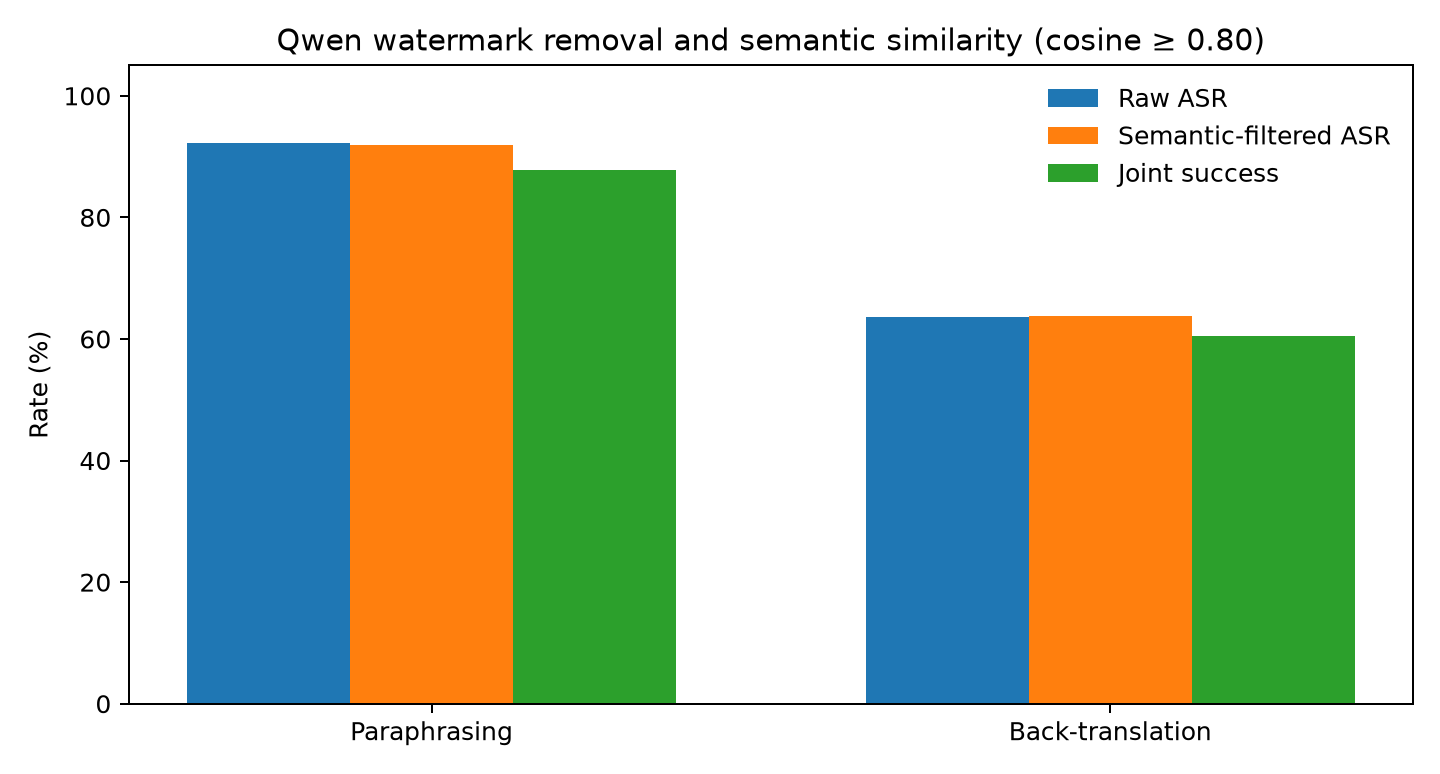 Qwen watermark removal and semantic similarity (cosine ≥ 0.80)
Raw ASR
Semantic-filtered ASR
Joint success
Rate (%)
100
80
60
40
20
0
Paraphrasing
Back-translation